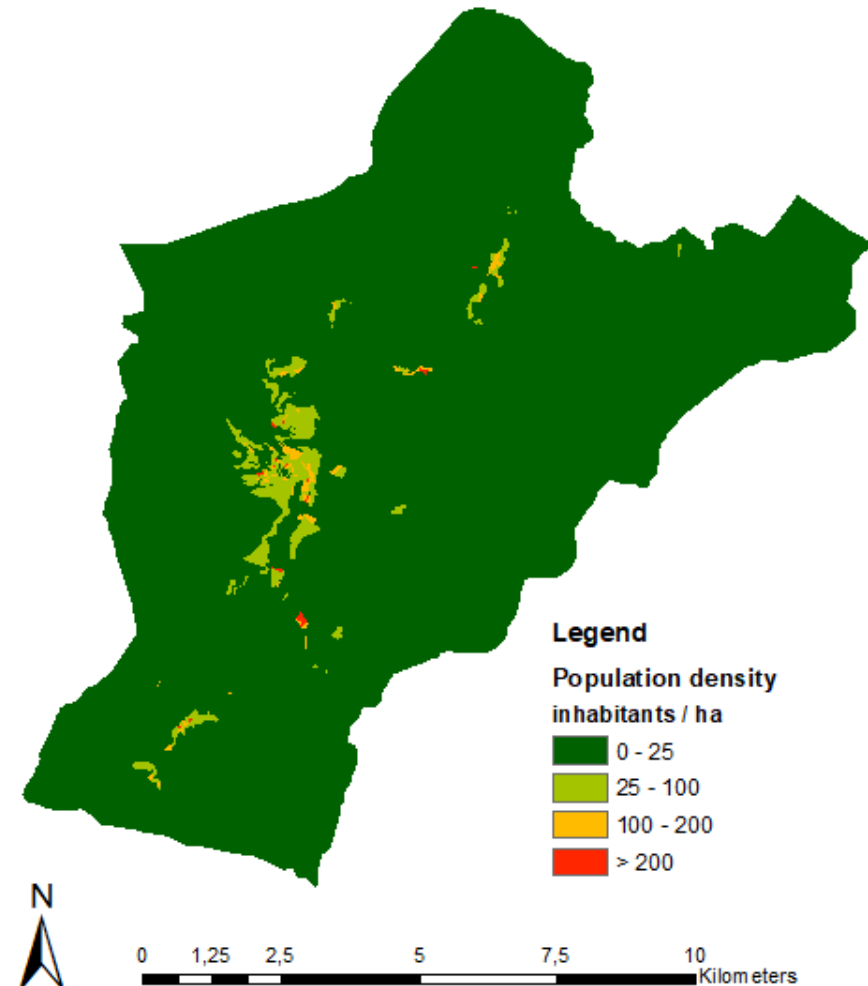 Legend
Population density
inhabitants / ha
0 - 25
25 - 100
100 - 200
> 200
N
0 1,25 2,5 5 7,5 10
Kilometers